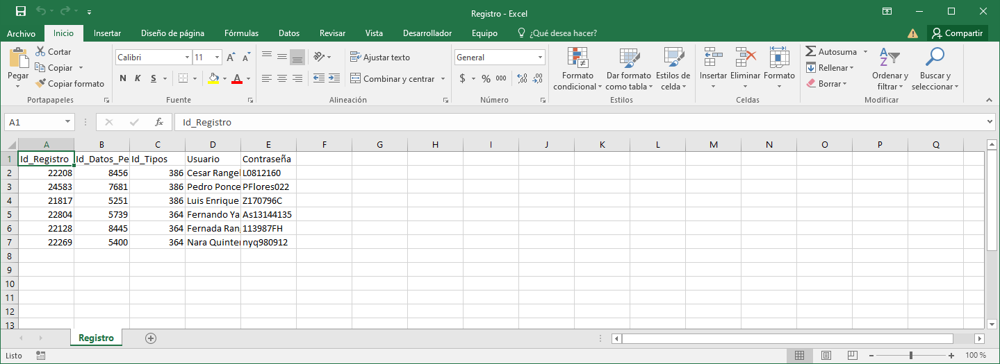 Registro - Excel
Archivo Inicio Insertar Diseño de página Fórmulas Datos Revisar Vista Desarrollador Equipo ¿Qué desea hacer? Compartir
Pegar
Cortar
Copiar
Copiar formato
Portapapeles
Calibri 11
N K S
Fuente
Ajustar texto
Combinar y centrar
Alineación
General
$ % 000
Número
Formato condicional
Dar formato como tabla
Estilos de celda
Estilos
Insertar Eliminar Formato
Celdas
Autosuma
Rellenar
Borrar
Ordenar y filtrar
Buscar y seleccionar
Modificar
A1 fx Id_Registro
A B C D E F G H I J K L M N O P Q
1 Id_Registro Id_Datos_Pe Id_Tipos Usuario Contraseña
2 22208 8456 386 Cesar Rangel L0812160
3 24583 7681 386 Pedro Ponce PFlores022
4 21817 5251 386 Luis Enrique Z170796C
5 22804 5739 364 Fernando Ya As13144135
6 22128 8445 364 Fernada Ran 113987FH
7 22269 5400 364 Nara Quinter nyq980912
8
9
10
11
12
13
Registro
Listo 100 %